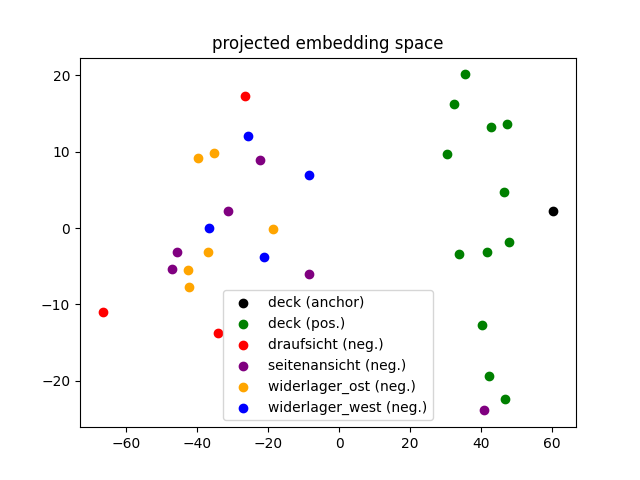 projected embedding space
20
10
0
−10
−20
deck (anchor)
deck (pos.)
draufsicht (neg.)
seitenansicht (neg.)
widerlager_ost (neg.)
widerlager_west (neg.)
−60 −40 −20 0 20 40 60